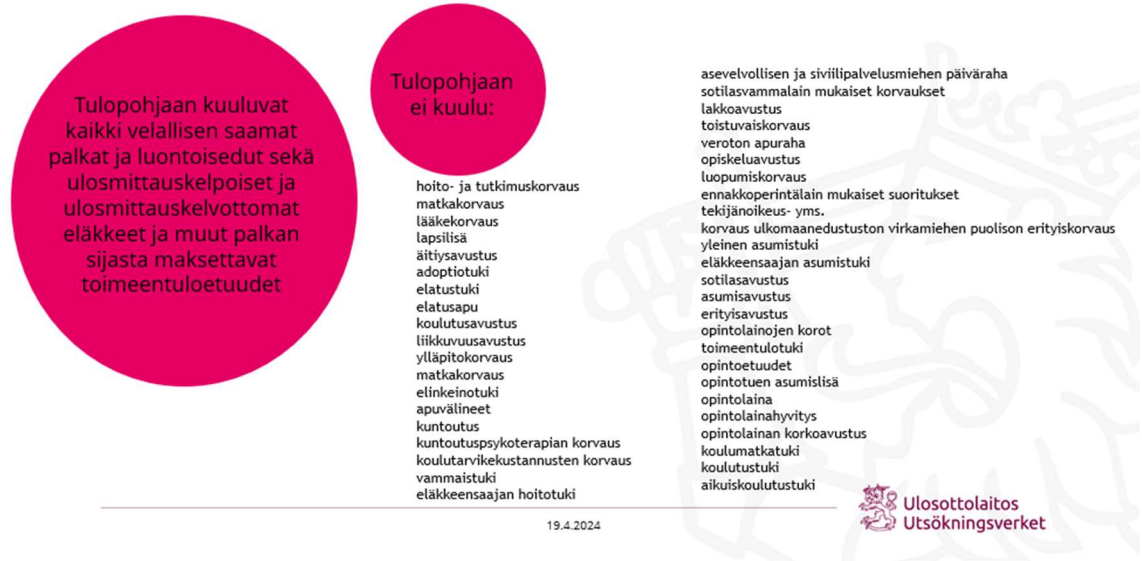 Tulopohjaan kuuluvat
kaikki velallisen saamat
palkat ja luontoisedut sekä
ulosmittauskelpoiset ja
ulosmittauskelvottomat
eläkkeet ja muut palkan
sijasta maksettavat
toimeentuloetuudet
Tulopohjaan
ei kuulu:
hoito- ja tutkimuskorvaus
matkakorvaus
lääkekorvaus
lapsilisä
äitiysavustus
adoptiotuki
elatustuki
elatusapu
koulutusavustus
liikkuvuusavustus
ylläpitokorvaus
matkakorvaus
elinkeinotuki
apuvälineet
kuntoutus
kuntoutuspsykoterapian korvaus
koulutarvikekustannusten korvaus
vammaistuki
eläkkeensaajan hoitotuki
asevelvollisen ja siviilipalvelusmiehen päiväraha
sotilasvammalain mukaiset korvaukset
lakkoavustus
toistuvaiskorvaus
veroton apuraha
opiskeluavustus
luopumiskorvaus
ennakkoperintälain mukaiset suoritukset
tekijänoikeus- yms.
korvaus ulkomaanedustuston virkamiehen puolison erityiskorvaus
yleinen asumistuki
eläkkeensaajan asumistuki
sotilasavustus
asumisavustus
erityisavustus
opintolainojen korot
toimeentulotuki
opintoetuudet
opintotuen asumislisä
opintolaina
opintolainahyvitys
opintolainan korkoavustus
koulumatkatuki
koulutustuki
aikuiskoulutustuki
19.4.2024
Ulosottolaitos
Utsökningsverket